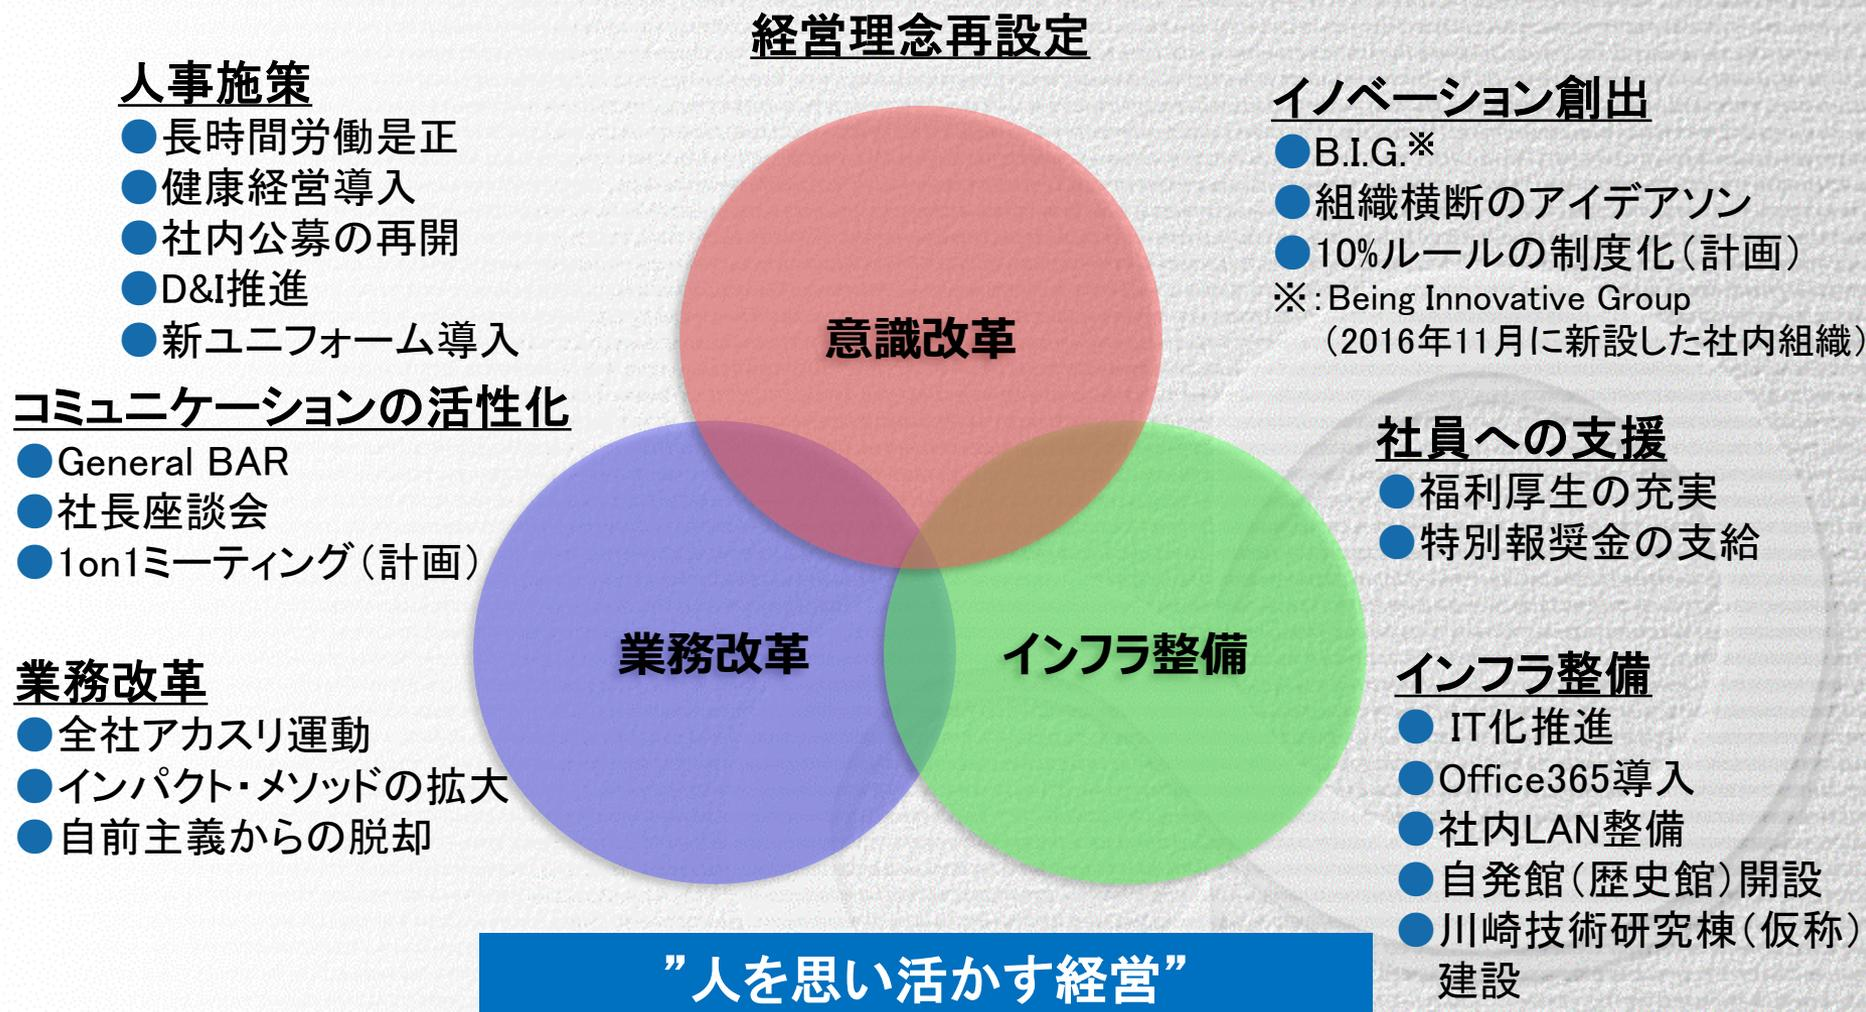 経営理念再設定
人事施策
●長時間労働是正
●健康経営導入
●社内公募の再開
●D&I推進
●新ユニフォーム導入
コミュニケーションの活性化
●General BAR
●社長座談会
●1on1ミーティング(計画)
業務改革
●全社アカスリ運動
●インパクト・メソッドの拡大
●自前主義からの脱却
意識改革
業務改革
インフラ整備
イノベーション創出
●B.I.G.※
●組織横断のアイデアソン
●10%ルールの制度化(計画)
※:Being Innovative Group
(2016年11月に新設した社内組織)
社員への支援
●福利厚生の充実
●特別報奨金の支給
インフラ整備
● IT化推進
●Office365導入
●社内LAN整備
●自発館(歴史館)開設
●川崎技術研究棟(仮称)
建設
”人を思い活かす経営”